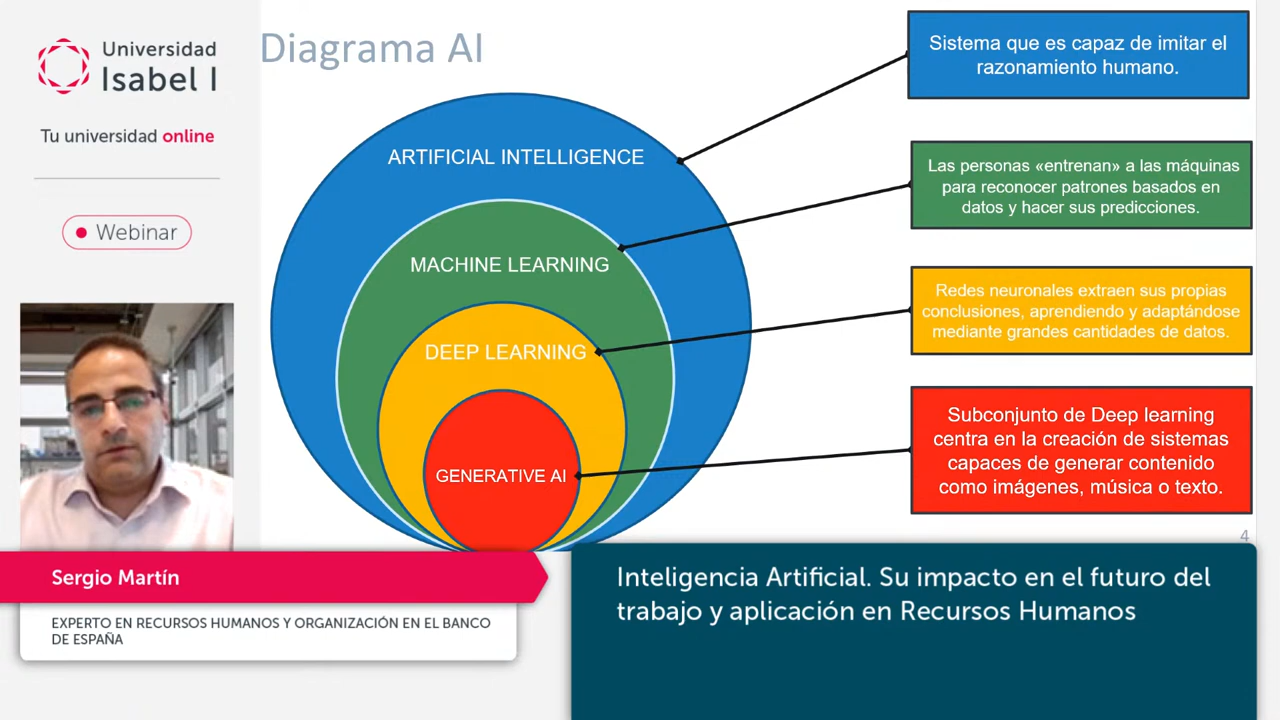 Universidad
Isabel I
Tu universidad online
Webinar
Diagrama AI
ARTIFICIAL INTELLIGENCE
MACHINE LEARNING
DEEP LEARNING
GENERATIVE AI
Sistema que es capaz de imitar el
razonamiento humano.
Las personas «entrenan» a las máquinas
para reconocer patrones basados en
datos y hacer sus predicciones.
Redes neuronales extraen sus propias
conclusiones, aprendiendo y adaptándose
mediante grandes cantidades de datos.
Subconjunto de Deep learning
centra en la creación de sistemas
capaces de generar contenido
como imágenes, música o texto.
4
Sergio Martín
EXPERTO EN RECURSOS HUMANOS Y ORGANIZACIÓN EN EL BANCO
DE ESPAÑA
Inteligencia Artificial. Su impacto en el futuro del
trabajo y aplicación en Recursos Humanos